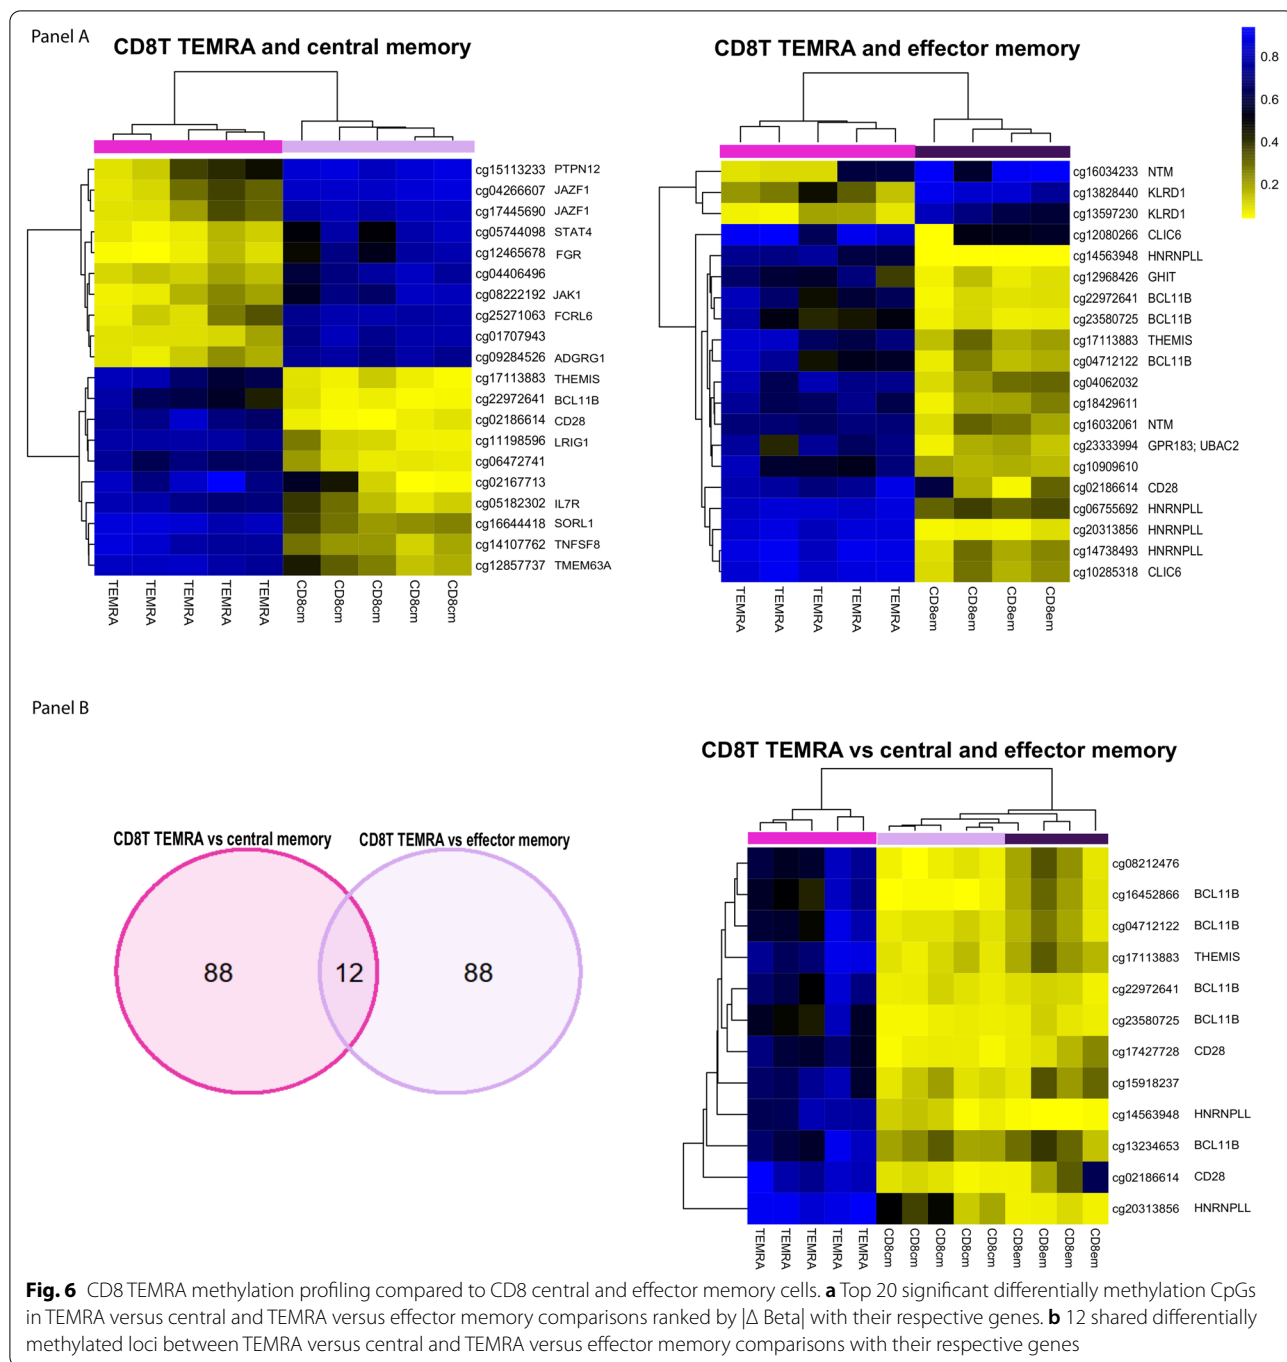 Panel A
CD8T TEMRA and central memory
cg15113233 PTPN12
cg04266607 JAZF1
cg17445690 JAZF1
cg05744098 STAT4
cg12465678 FGR
cg04406496
cg08222192 JAK1
cg25271063 FCRL6
cg01707943
cg09284526 ADGRG1
cg17113883 THEMIS
cg22972641 BCL11B
cg02186614 CD28
cg11198596 LRIG1
cg06472741
cg02167713
cg05182302 IL7R
cg16644418 SORL1
cg14107762 TNFSF8
cg12857737 TMEM63A
TEMRA TEMRA TEMRA TEMRA TEMRA CD8cm CD8cm CD8cm CD8cm CD8cm
CD8T TEMRA and effector memory
0.8
0.6
0.4
0.2
cg16034233 NTM
cg13828440 KLRD1
cg13597230 KLRD1
cg12080266 CLIC6
cg14563948 HNRNPLL
cg12968426 GHIT
cg22972641 BCL11B
cg23580725 BCL11B
cg17113883 THEMIS
cg04712122 BCL11B
cg04062032
cg18429611
cg16032061 NTM
cg23333994 GPR183; UBAC2
cg10909610
cg02186614 CD28
cg06755692 HNRNPLL
cg20313856 HNRNPLL
cg14738493 HNRNPLL
cg10285318 CLIC6
TEMRA TEMRA TEMRA TEMRA TEMRA CD8em CD8em CD8em CD8em
Panel B
CD8T TEMRA vs central memory
CD8T TEMRA vs effector memory
88
12
88
CD8T TEMRA vs central and effector memory
cg08212476
cg16452866 BCL11B
cg04712122 BCL11B
cg17113883 THEMIS
cg22972641 BCL11B
cg23580725 BCL11B
cg17427728 CD28
cg15918237
cg14563948 HNRNPLL
cg13234653 BCL11B
cg02186614 CD28
cg20313856 HNRNPLL
TEMRA TEMRA TEMRA TEMRA TEMRA CD8cm CD8cm CD8cm CD8cm CD8cm CD8em CD8em CD8em CD8em
Fig. 6 CD8 TEMRA methylation profiling compared to CD8 central and effector memory cells. a Top 20 significant differentially methylation CpGs
in TEMRA versus central and TEMRA versus effector memory comparisons ranked by |Δ Beta| with their respective genes. b 12 shared differentially
methylated loci between TEMRA versus central and TEMRA versus effector memory comparisons with their respective genes